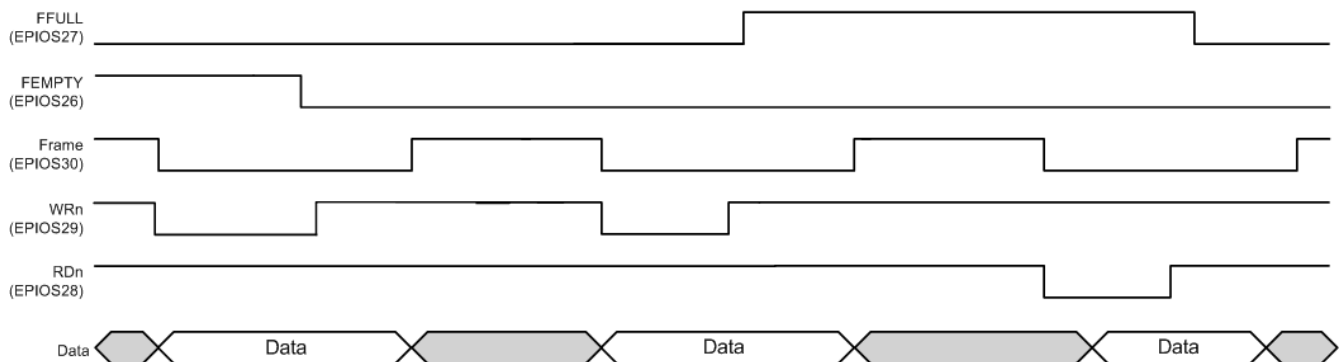 FFULL
(EPIOS27)
FEMPTY
(EPIOS26)
Frame
(EPIOS30)
WRn
(EPIOS29)
RDn
(EPIOS28)
Data
Data
Data
Data